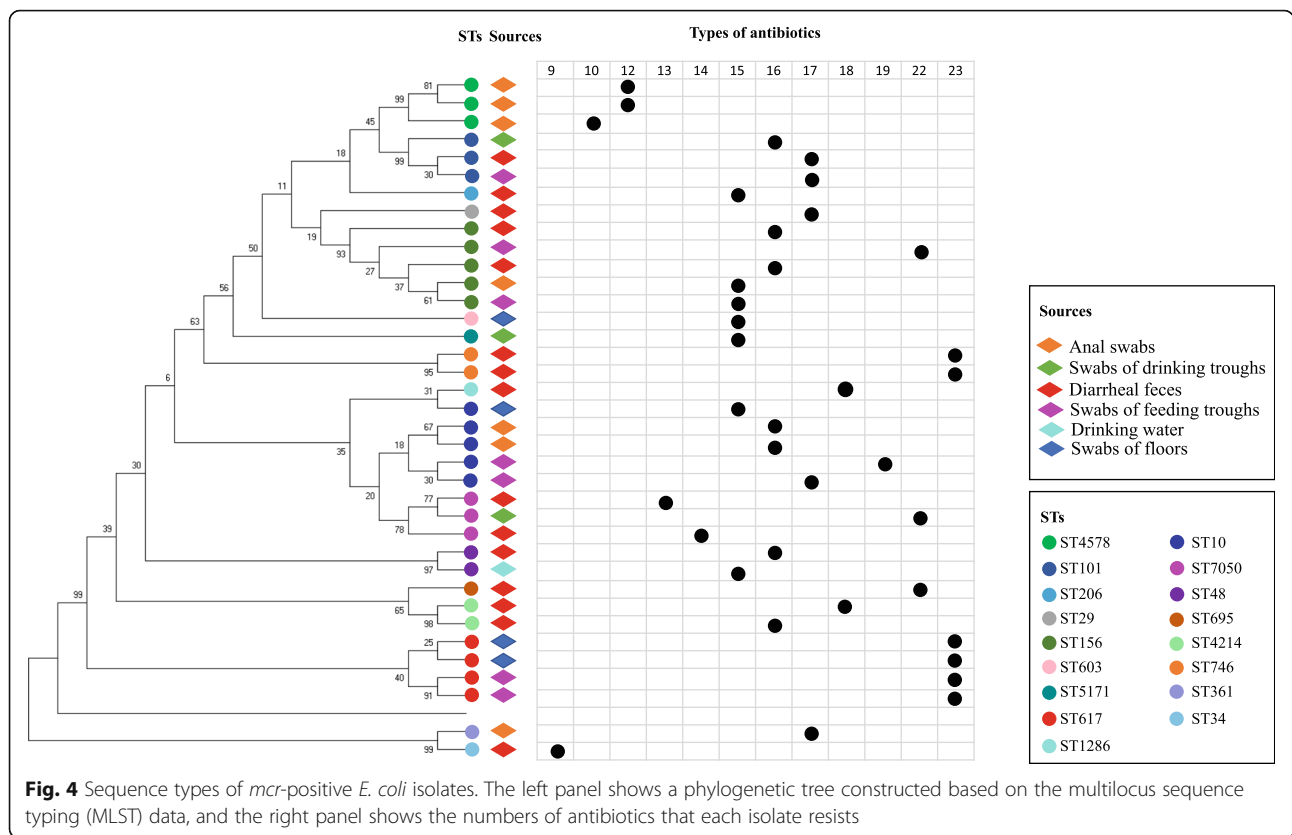 STs Sources Types of antibiotics
9 10 12 13 14 15 16 17 18 19 22 23
81
99
45
18
99
30
11
19
93
50
27
37
61
56
63
95
6
31
67
18
35
30
20
77
30
78
39
97
65
98
99
25
40
91
99
Sources
Anal swabs
Swabs of drinking troughs
Diarrheal feces
Swabs of feeding troughs
Drinking water
Swabs of floors
STs
ST4578 ST10
ST101 ST7050
ST206 ST48
ST29 ST695
ST156 ST4214
ST603 ST746
ST5171 ST361
ST617 ST34
ST1286
Fig. 4 Sequence types of mcr-positive E. coli isolates. The left panel shows a phylogenetic tree constructed based on the multilocus sequence
typing (MLST) data, and the right panel shows the numbers of antibiotics that each isolate resists